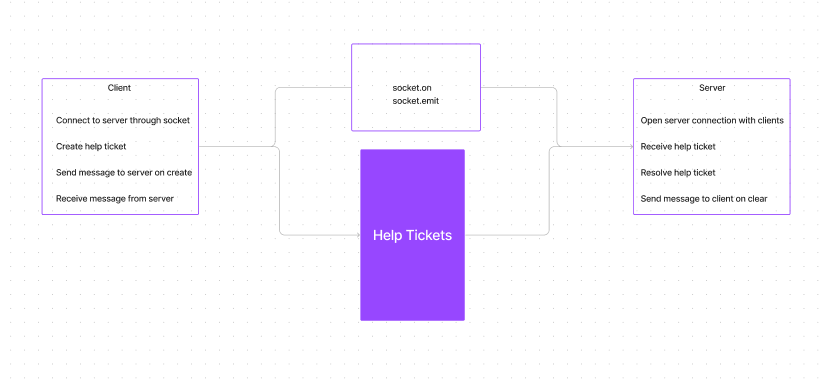 Client
Connect to server through socket
Create help ticket
Send message to server on create
Receive message from server
socket.on
socket.emit
Help Tickets
Server
Open server connection with clients
Receive help ticket
Resolve help ticket
Send message to client on clear